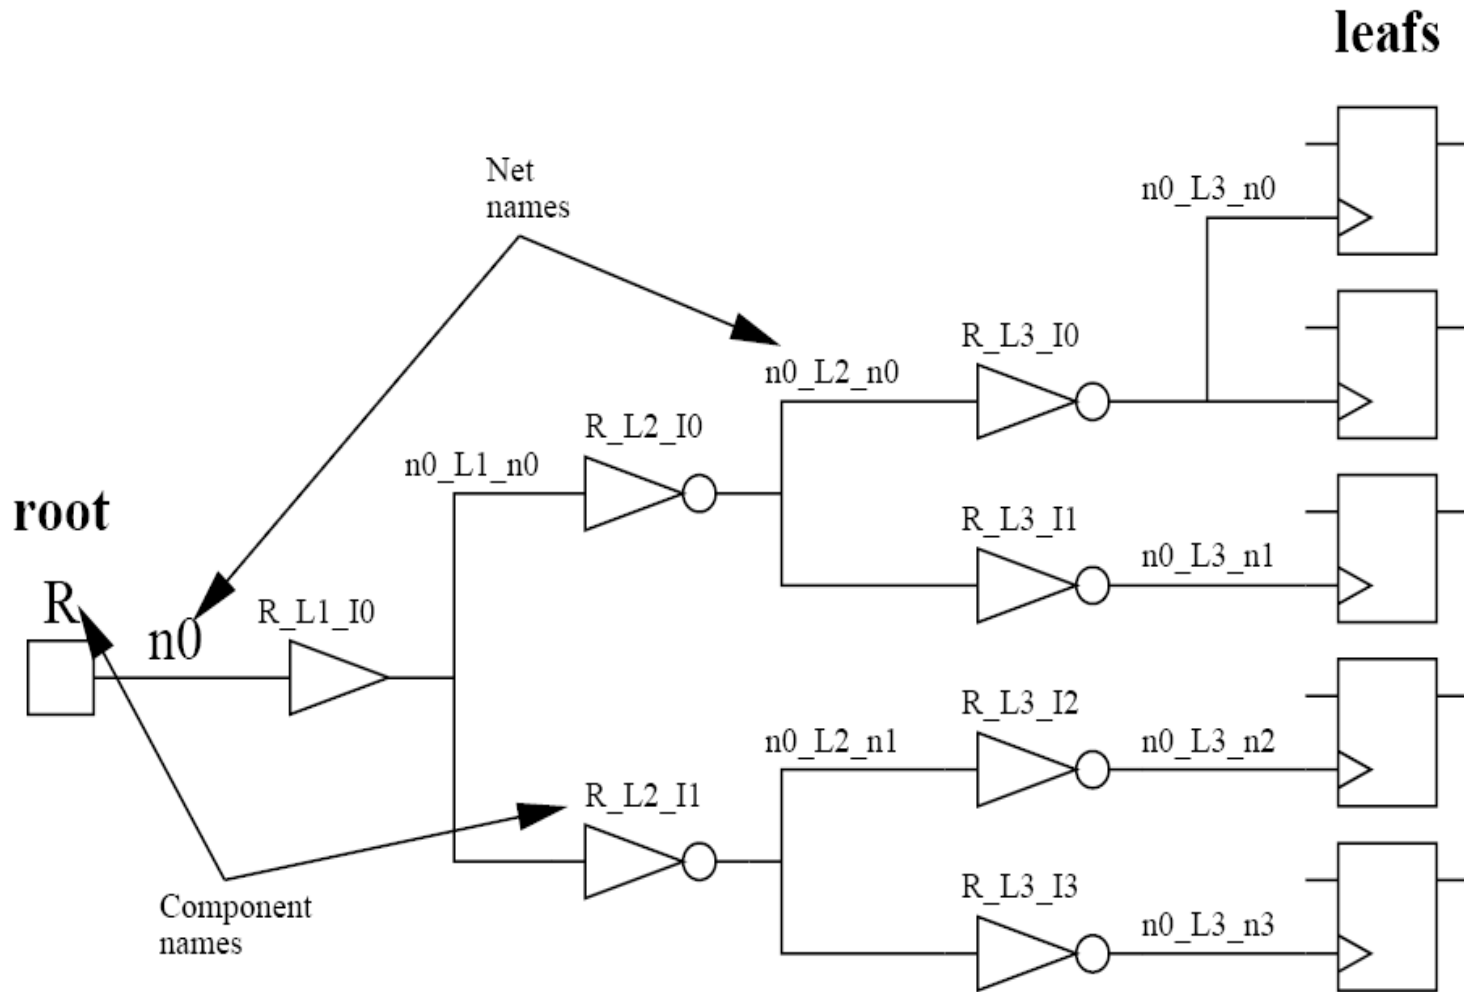 leafs
Net
names
n0_L3_n0
R_L3_I0
n0_L2_n0
R_L2_I0
n0_L1_n0
root
R_L3_I1
n0_L3_n1
R
n0
R_L1_I0
R_L3_I2
n0_L2_n1
n0_L3_n2
R_L2_I1
Component
names
R_L3_I3
n0_L3_n3